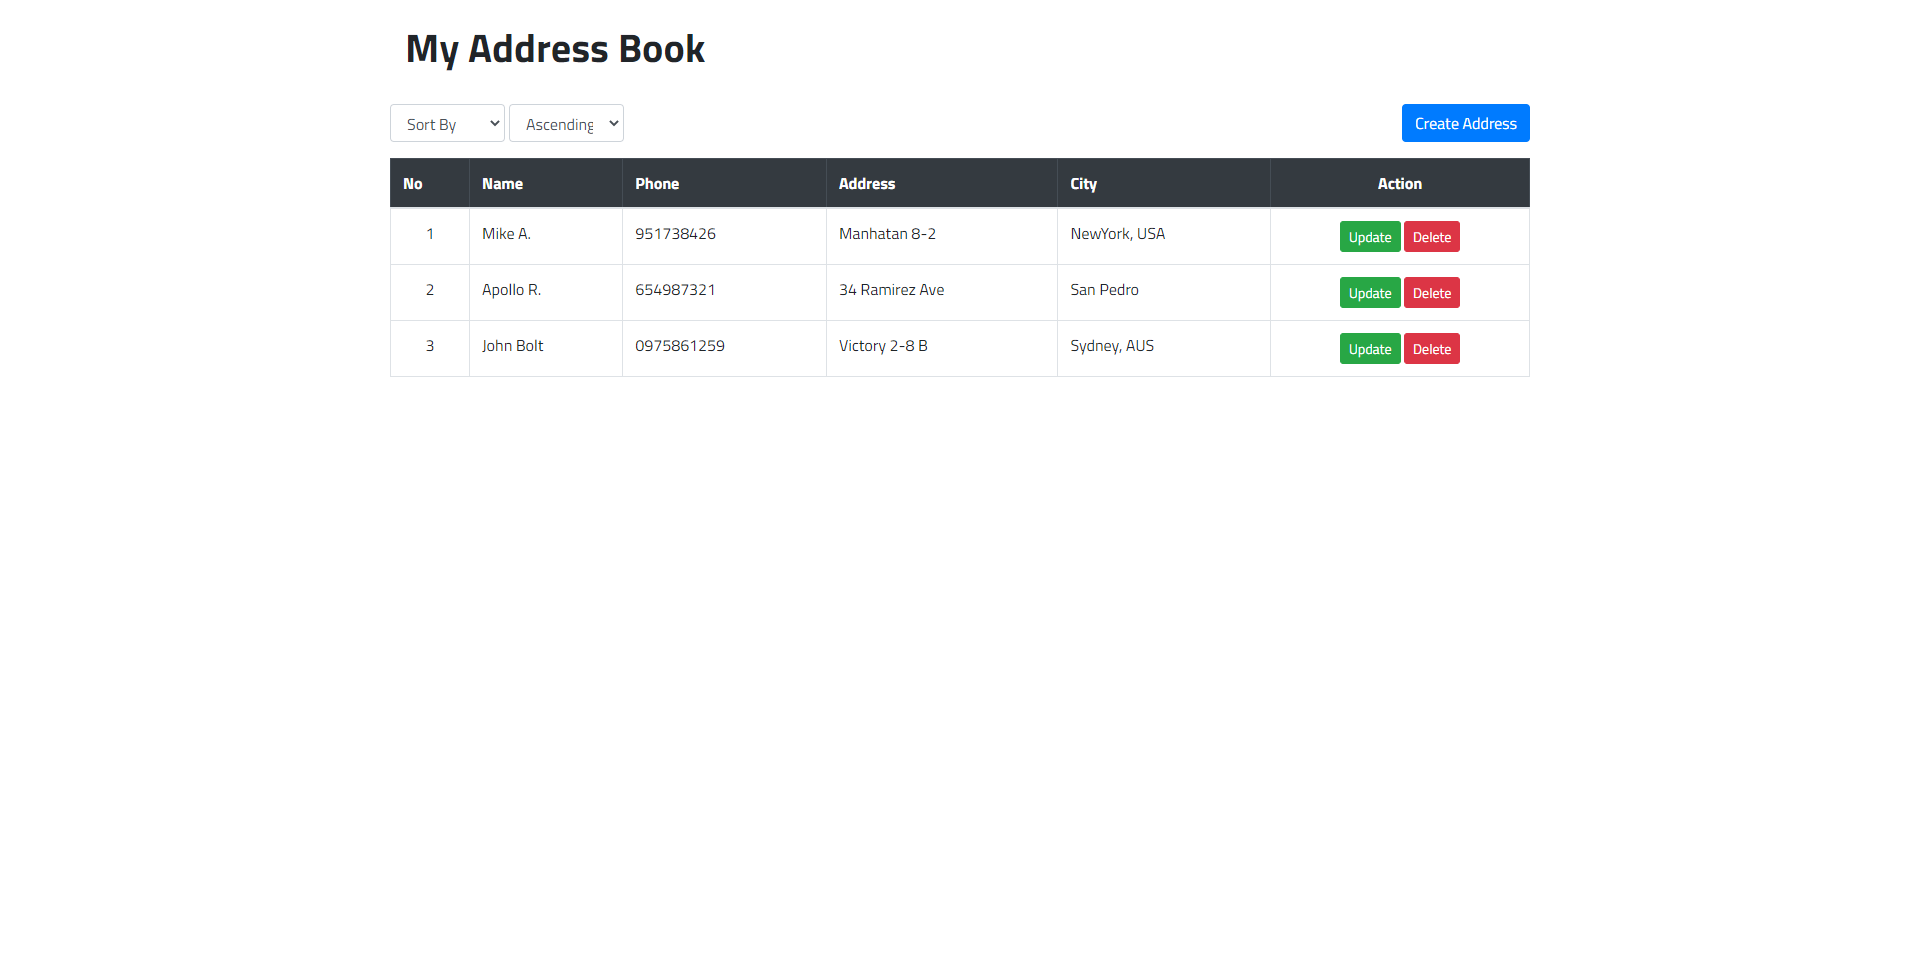 My Address Book
Sort By Ascending Create Address
No Name Phone Address City Action
1 Mike A. 951738426 Manhatan 8-2 NewYork, USA Update Delete
2 Apollo R. 654987321 34 Ramirez Ave San Pedro Update Delete
3 John Bolt 0975861259 Victory 2-8 B Sydney, AUS Update Delete